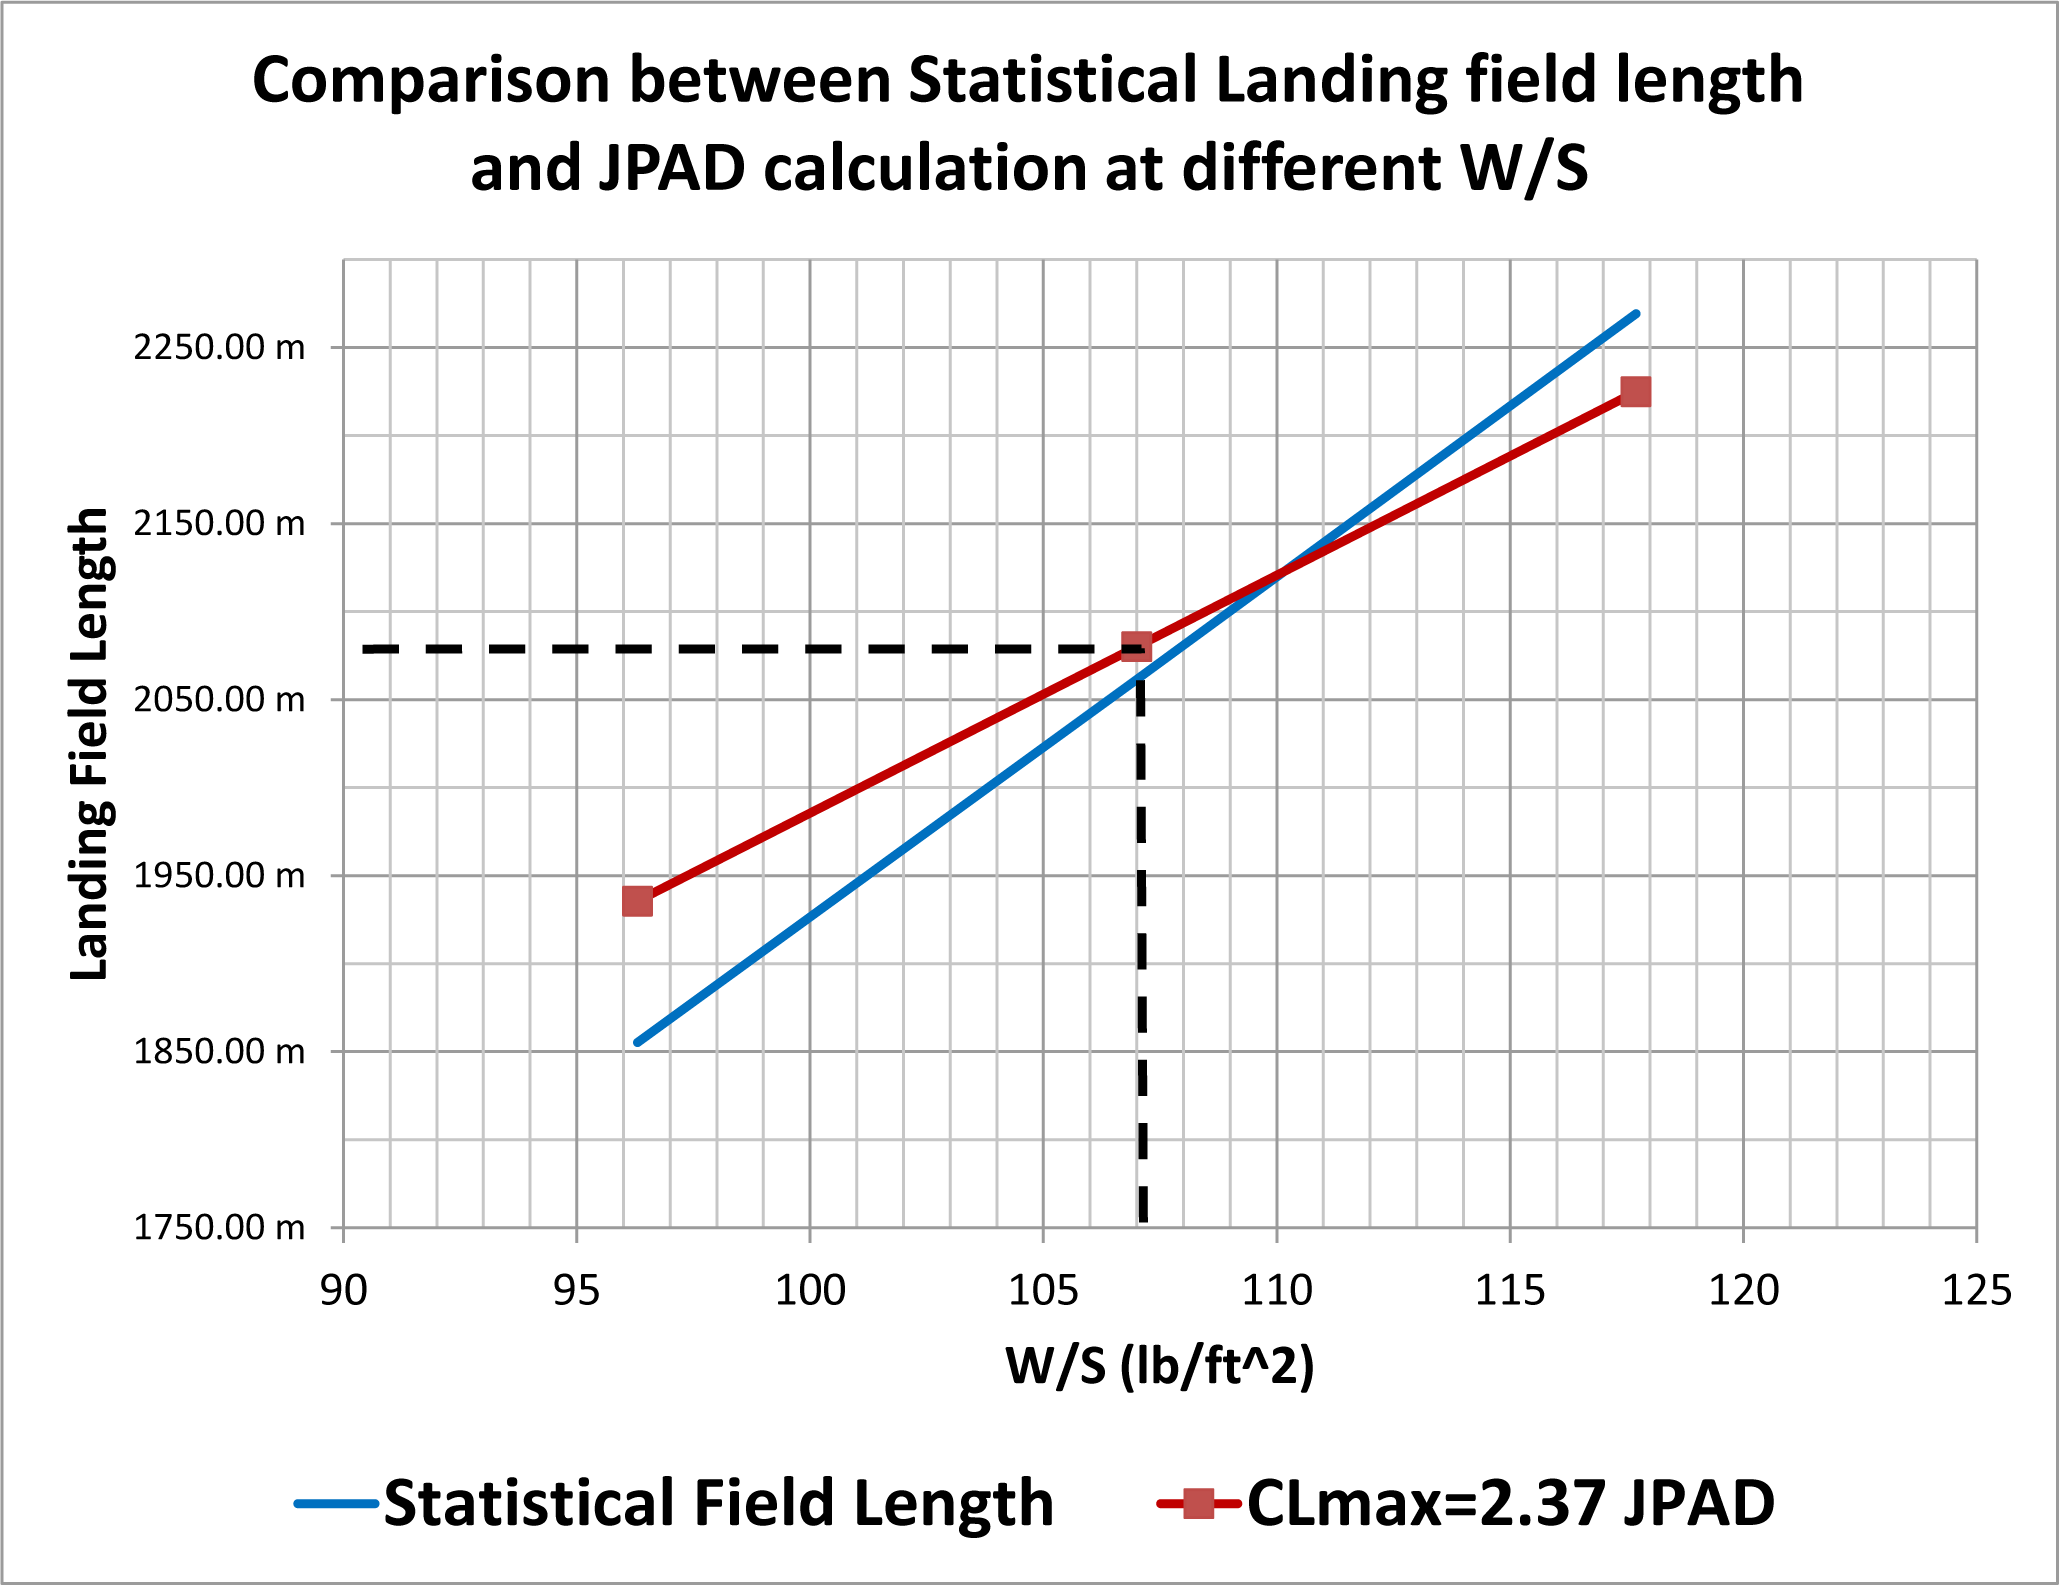 Comparison between Statistical Landing field length
and JPAD calculation at different W/S
Landing Field Length
2250.00 m
2150.00 m
2050.00 m
1950.00 m
1850.00 m
1750.00 m
90 95 100 105 110 115 120 125
W/S (lb/ft^2)
Statistical Field Length CLmax=2.37 JPAD